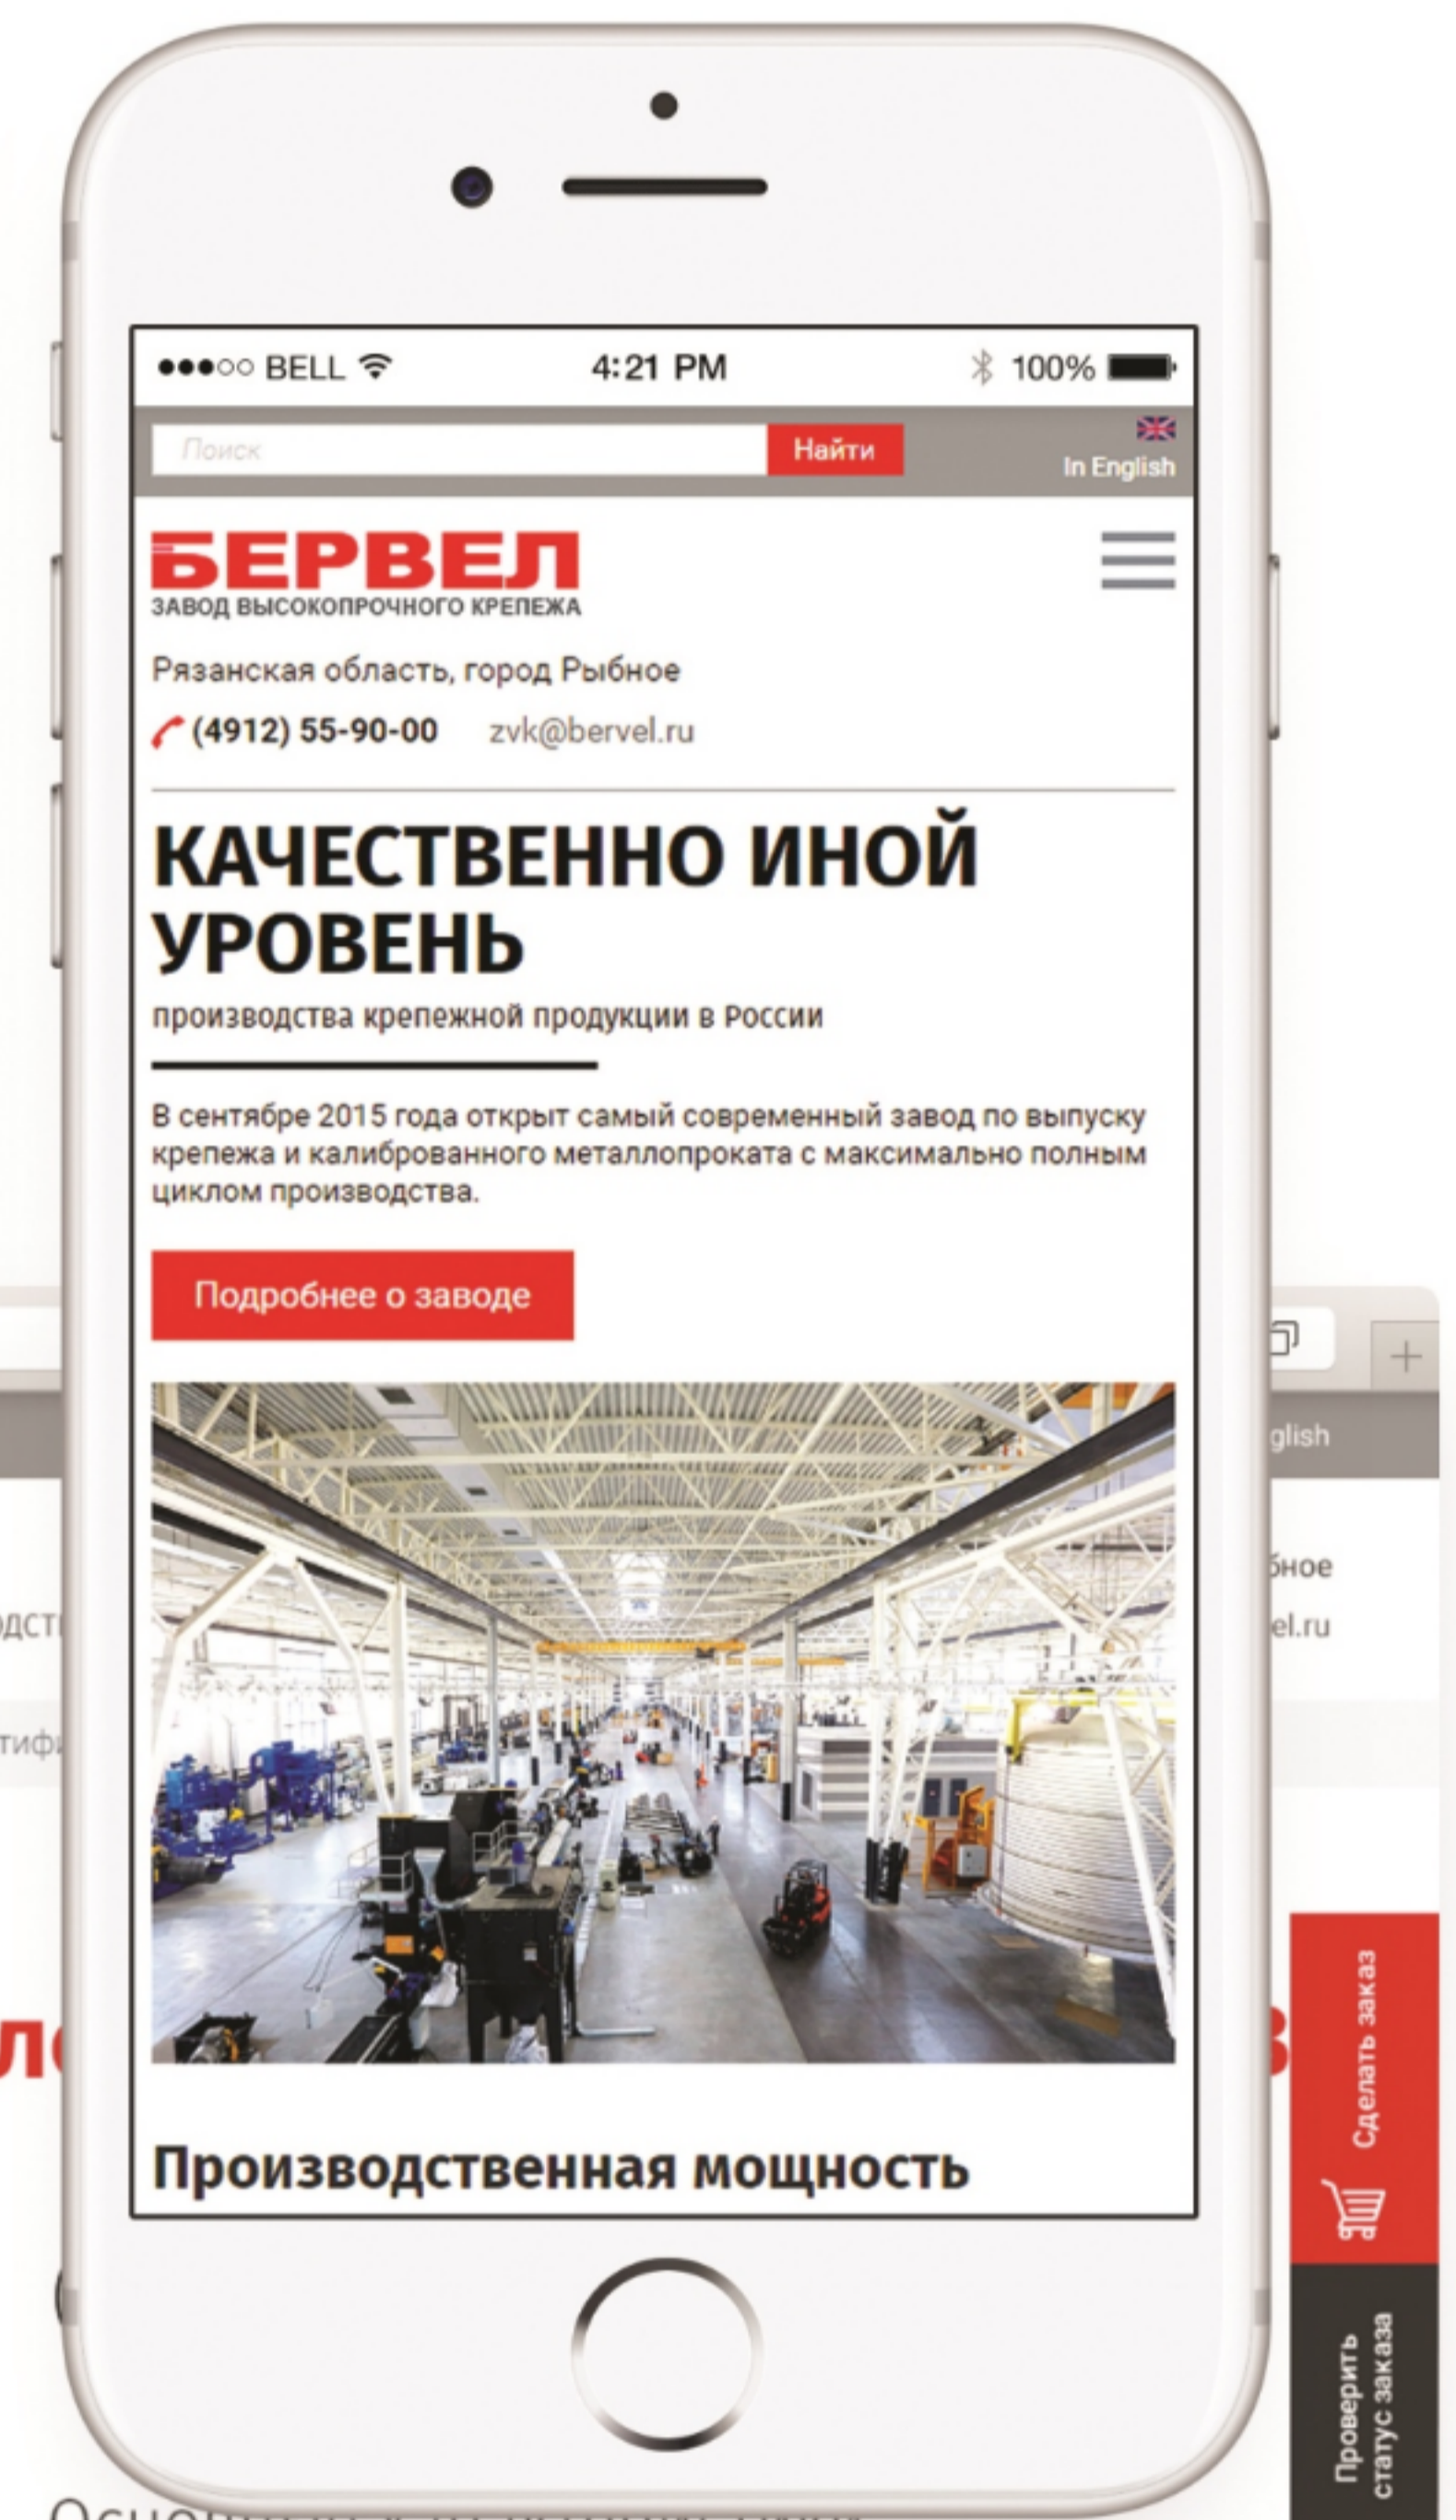 BELL
4:21 PM
100%
Поиск
Найти
In English
БЕРВЕЛ
ЗАВОД ВЫСОКОПРОЧНОГО КРЕПЕЖА
Рязанская область, город Рыбное
(4912) 55-90-00 zvk@bervel.ru
КАЧЕСТВЕННО ИНОЙ
УРОВЕНЬ
производства крепежной продукции в России
В сентябре 2015 года открыт самый современный завод по выпуску
крепежа и калиброванного металлопроката с максимально полным
циклом производства.
Подробнее о заводе
Производственная мощность
glish
бное
el.ru
Сделать заказ
Проверить
статус заказа